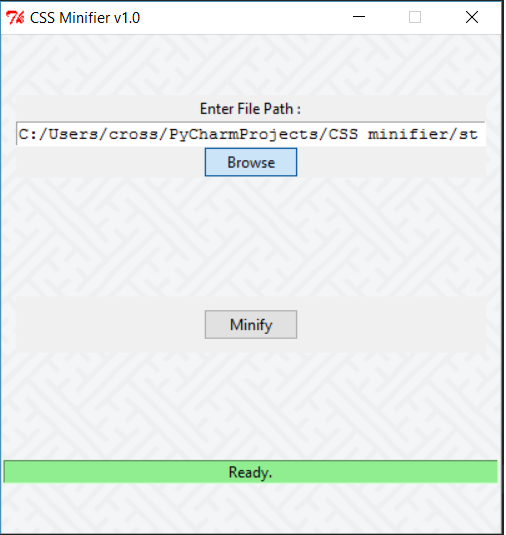 CSS Minifier v1.0
Enter File Path :
C:/Users/cross/PyCharmProjects/CSS minifier/st
Browse
Minify
Ready.